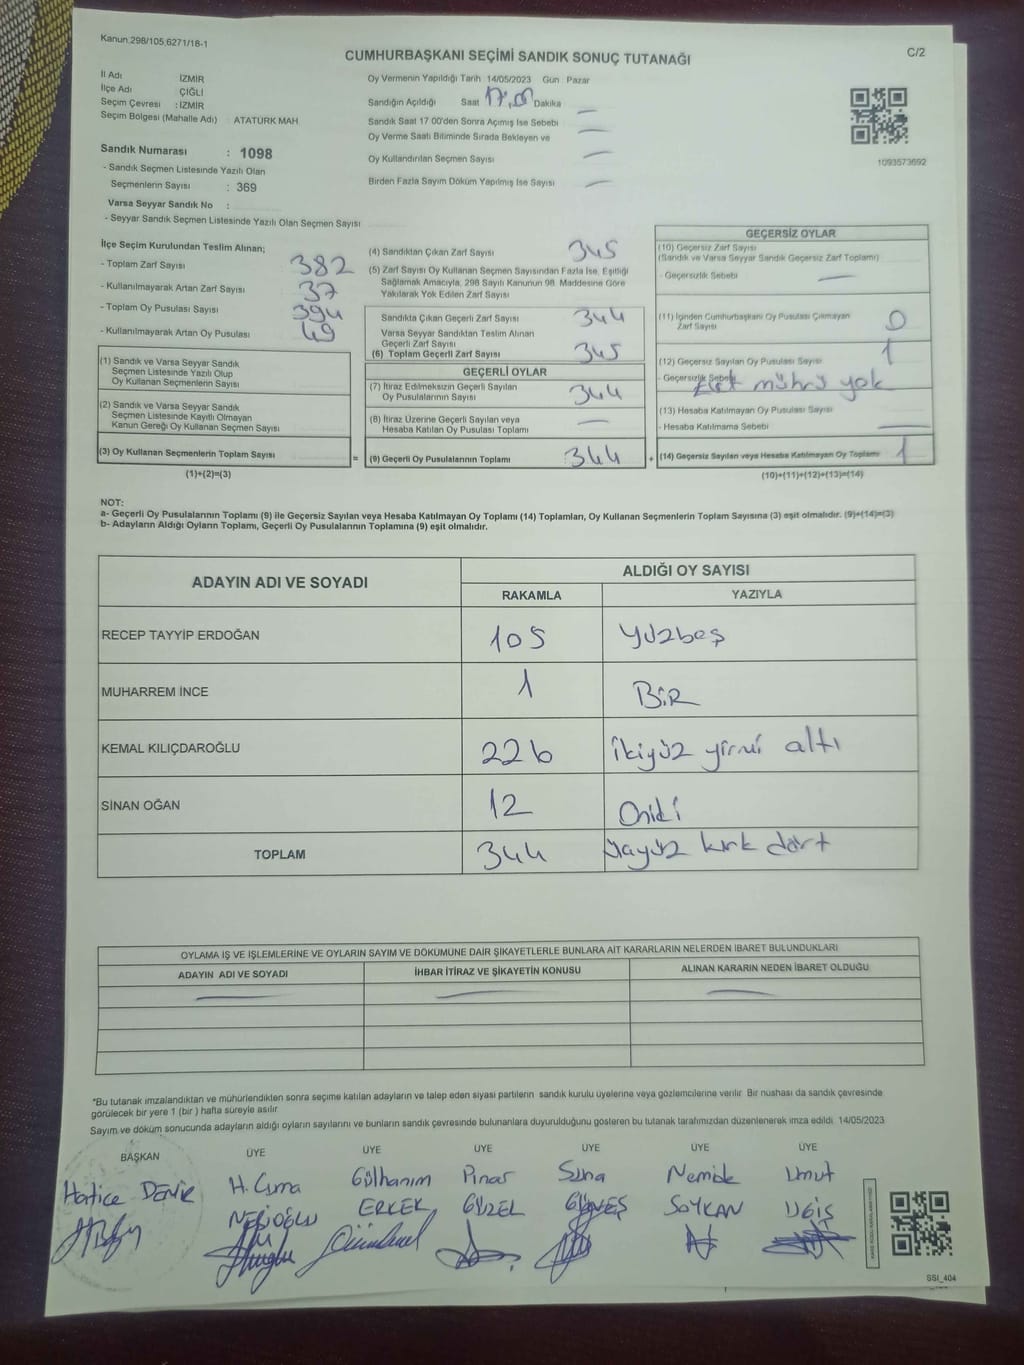 Kanun.298/105,6271/18-1
C/2
CUMHURBAŞKANI SEÇİMİ SANDIK SONUÇ TUTANAĞI
İl Adı İZMİR
İlçe Adı ÇİĞLİ
Seçim Çevresi : İZMİR
Seçim Bölgesi (Mahalle Adı) : ATATÜRK MAH.
Sandık Numarası : 1098
- Sandık Seçmen Listesinde Yazılı Olan
Seçmenlerin Sayısı : 369
Varsa Seyyar Sandık No :
- Seyyar Sandık Seçmen Listesinde Yazılı Olan Seçmen Sayısı
Oy Vermenin Yapıldığı Tarih 14/05/2023 Gün Pazar
Sandığın Açıldığı Saat 17:05 Dakika
Sandık Saat 17 00'den Sonra Açımış İse Sebebi
Oy Verme Saati Bitiminde Sırada Bekleyen ve
Oy Kullandırılan Seçmen Sayısı
Birden Fazla Sayım Döküm Yapılmış İse Sayısı
1093573692
İlçe Seçim Kurulundan Teslim Alınan;
- Toplam Zarf Sayısı 382
- Kullanılmayarak Artan Zarf Sayısı 37
- Toplam Oy Pusulası Sayısı 394
- Kullanılmayarak Artan Oy Pusulası 49
(1) Sandık ve Varsa Seyyar Sandık
Seçmen Listesinde Yazılı Olup
Oy Kullanan Seçmenlerin Sayısı
(2) Sandık ve Varsa Seyyar Sandık
Seçmen Listesinde Kayıtlı Olmayan
Kanun Gereği Oy Kullanan Seçmen Sayısı
(3) Oy Kullanan Seçmenlerin Toplam Sayısı
(1)+(2)=(3)
=
(4) Sandıktan Çıkan Zarf Sayısı 345
(5) Zarf Sayısı Oy Kullanan Seçmen Sayısından Fazla İse, Eşitliği
Sağlamak Amacıyla, 298 Sayılı Kanunun 98. Maddesine Göre
Yakılarak Yok Edilen Zarf Sayısı
Sandıkta Çıkan Geçerli Zarf Sayısı 344
Varsa Seyyar Sandıktan Teslim Alınan
Geçerli Zarf Sayısı
(6) Toplam Geçerli Zarf Sayısı 345
GEÇERLİ OYLAR
(7) İtiraz Edilmeksizin Geçerli Sayılan
Oy Pusulalarının Sayısı 344
(8) İtiraz Üzerine Geçerli Sayılan veya
Hesaba Katılan Oy Pusulası Toplamı
(9) Geçerli Oy Pusulalarının Toplamı 344
+
GEÇERSİZ OYLAR
(10) Geçersiz Zarf Sayısı
(Sandık ve Varsa Seyyar Sandık Geçersiz Zarf Toplamı)
- Geçersizlik Sebebi
(11) İçinden Cumhurbaşkanı Oy Pusulası Çıkmayan
Zarf Sayısı 0
(12) Geçersiz Sayılan Oy Pusulası Sayısı 1
- Geçersizlik Sebebi mührü yok
(13) Hesaba Katılmayan Oy Pusulası Sayısı
- Hesaba Katılmama Sebebi
(14) Geçersiz Sayılan veya Hesaba Katılmayan Oy Toplamı 1
(10)+(11)+(12)+(13)=(14)
NOT:
a- Geçerli Oy Pusulalarının Toplamı (9) ile Geçersiz Sayılan veya Hesaba Katılmayan Oy Toplamı (14) Toplamları, Oy Kullanan Seçmenlerin Toplam Sayısına (3) eşit olmalıdır. (9)+(14)=(3)
b- Adayların Aldığı Oyların Toplamı, Geçerli Oy Pusulalarının Toplamına (9) eşit olmalıdır.
ADAYIN ADI VE SOYADI ALDIĞI OY SAYISI
RAKAMLA YAZIYLA
RECEP TAYYİP ERDOĞAN 105 Yüzbeş
MUHARREM İNCE 1 BİR
KEMAL KILIÇDAROĞLU 226 ikiyüz yirmi altı
SİNAN OĞAN 12 Oniki
TOPLAM 344 üçyüz kırk dört
OYLAMA İŞ VE İŞLEMLERİNE VE OYLARIN SAYIM VE DÖKÜMÜNE DAİR ŞİKAYETLERLE BUNLARA AİT KARARLARIN NELERDEN İBARET BULUNDUKLARI
ADAYIN ADI VE SOYADI İHBAR İTİRAZ VE ŞİKAYETİN KONUSU ALINAN KARARIN NEDEN İBARET OLDUĞU
*Bu tutanak imzalandıktan ve mühürlendikten sonra seçime katılan adayların ve talep eden siyasi partilerin sandık kurulu üyelerine veya gözlemcilerine verilir. Bir nüshası da sandık çevresinde
görülecek bir yere 1 (bir ) hafta süreyle asılır.
Sayım ve döküm sonucunda adayların aldığı oyların sayılarını ve bunların sandık çevresinde bulunanlara duyurulduğunu gösteren bu tutanak tarafımızdan düzenlenerek imza edildi. 14/05/2023
BAŞKAN ÜYE ÜYE ÜYE ÜYE ÜYE ÜYE
Hatice DEMİR H. Cuma Gülhanım Pınar Suna Umut
ERKEK GÜZEL GÜNEŞ SOYKAN
SSI_404